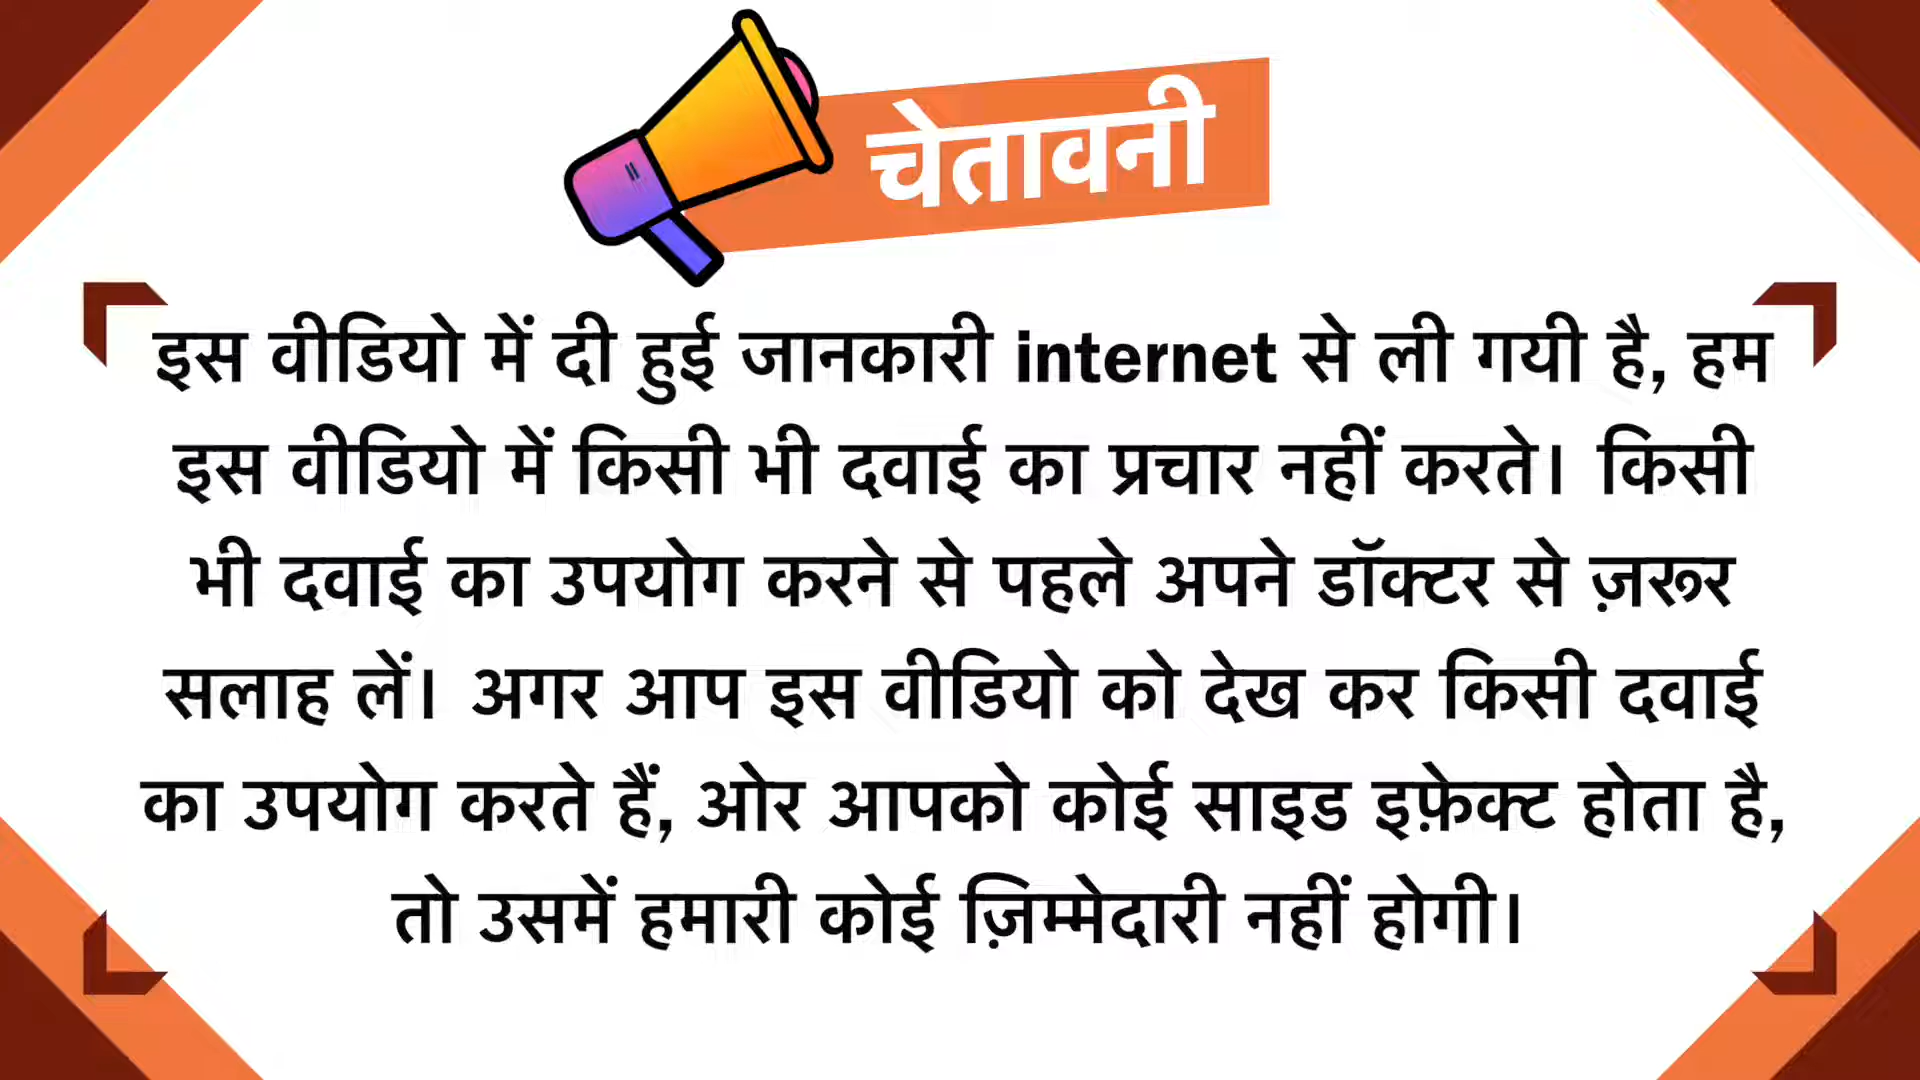 चेतावनी
इस वीडियो में दी हुई जानकारी internet से ली गयी है, हम
इस वीडियो में किसी भी दवाई का प्रचार नहीं करते। किसी
भी दवाई का उपयोग करने से पहले अपने डॉक्टर से ज़रूर
सलाह लें। अगर आप इस वीडियो को देख कर किसी दवाई
का उपयोग करते हैं, ओर आपको कोई साइड इफ़ेक्ट होता है,
तो उसमें हमारी कोई ज़िम्मेदारी नहीं होगी।